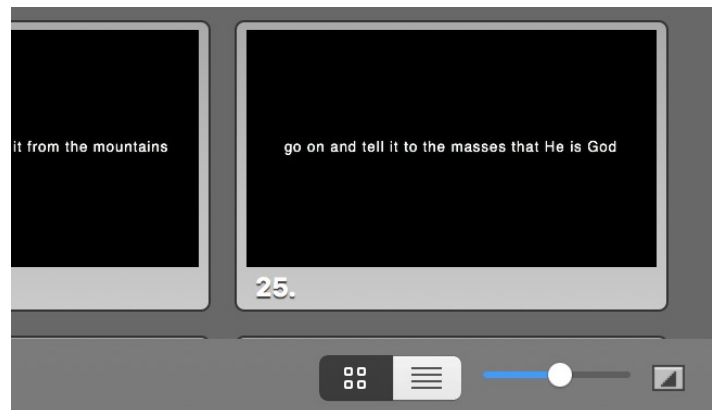 it from the mountains
go on and tell it to the masses that He is God
25.